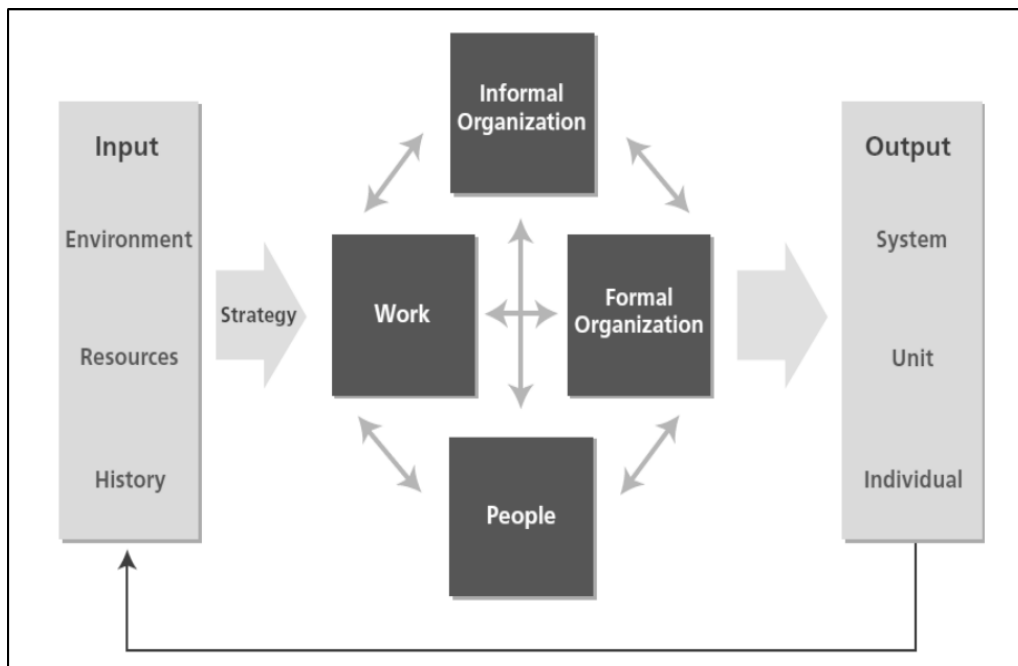 Input
Environment
Resources
History
Strategy
Informal
Organization
Work
Formal
Organization
People
Output
System
Unit
Individual